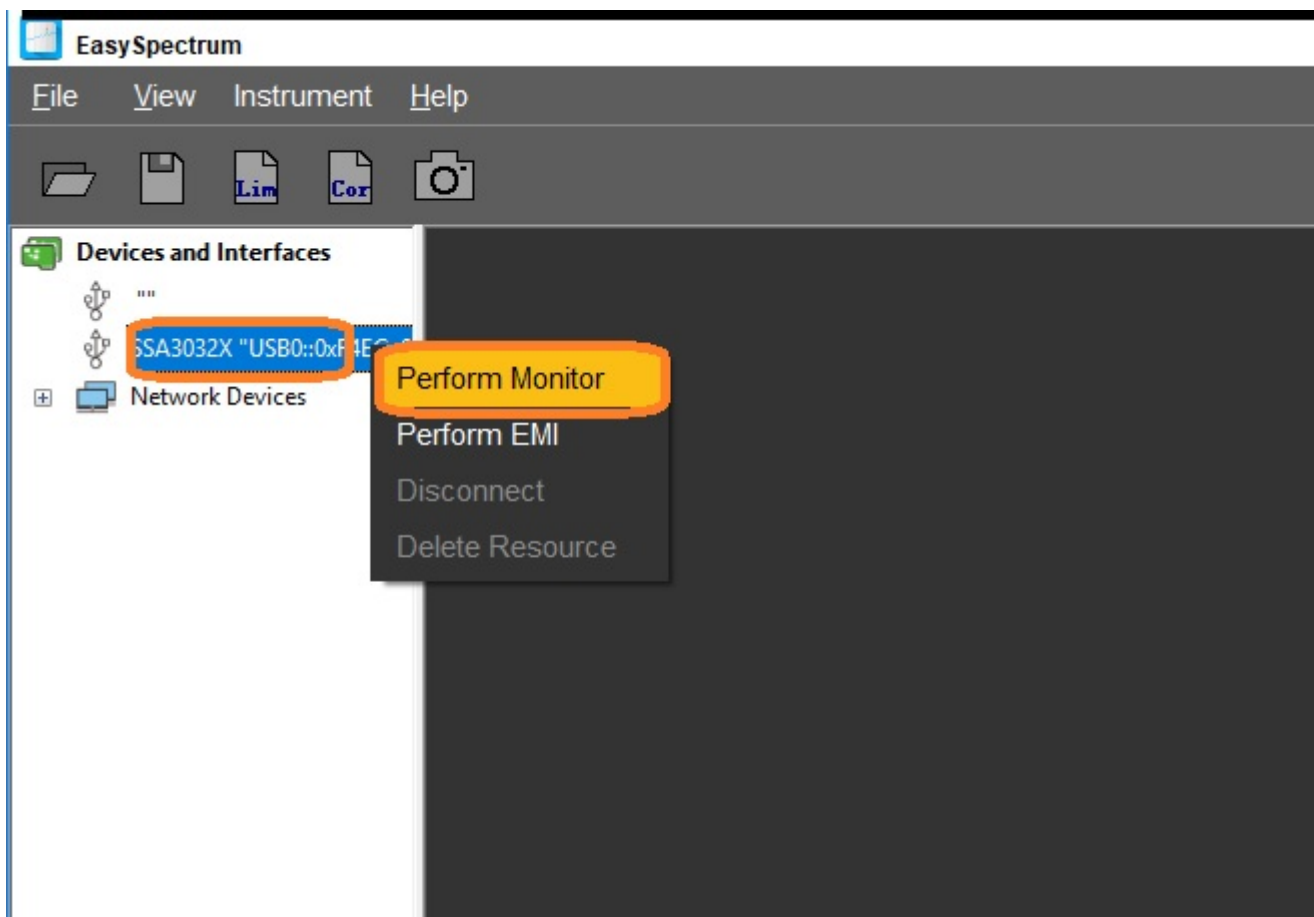 EasySpectrum
File View Instrument Help
Lim Cor
Devices and Interfaces
""
SSA3032X "USB0::0xF4EC
Perform Monitor
Network Devices
Perform EMI
Disconnect
Delete Resource